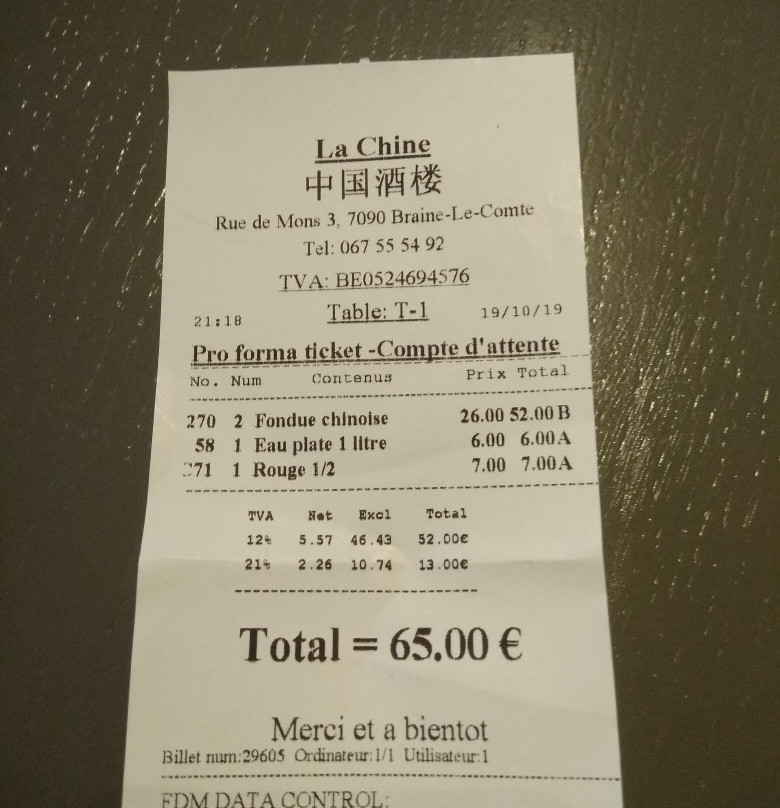 La Chine
中国酒楼
Rue de Mons 3, 7090 Braine-Le-Comte
Tel: 067 55 54 92
TVA: BE0524694576
21:18 Table: T-1 19/10/19
Pro forma ticket -Compte d'attente
No. Num Contenus Prix Total
270 2 Fondue chinoise 26.00 52.00 B
58 1 Eau plate 1 litre 6.00 6.00 A
271 1 Rouge 1/2 7.00 7.00 A
TVA Net Excl Total
12% 5.57 46.43 52.00€
21% 2.26 10.74 13.00€
Total = 65.00 €
Merci et a bientot
Billet num:29605 Ordinateur:1/1 Utilisateur:1
FDM DATA CONTROL: